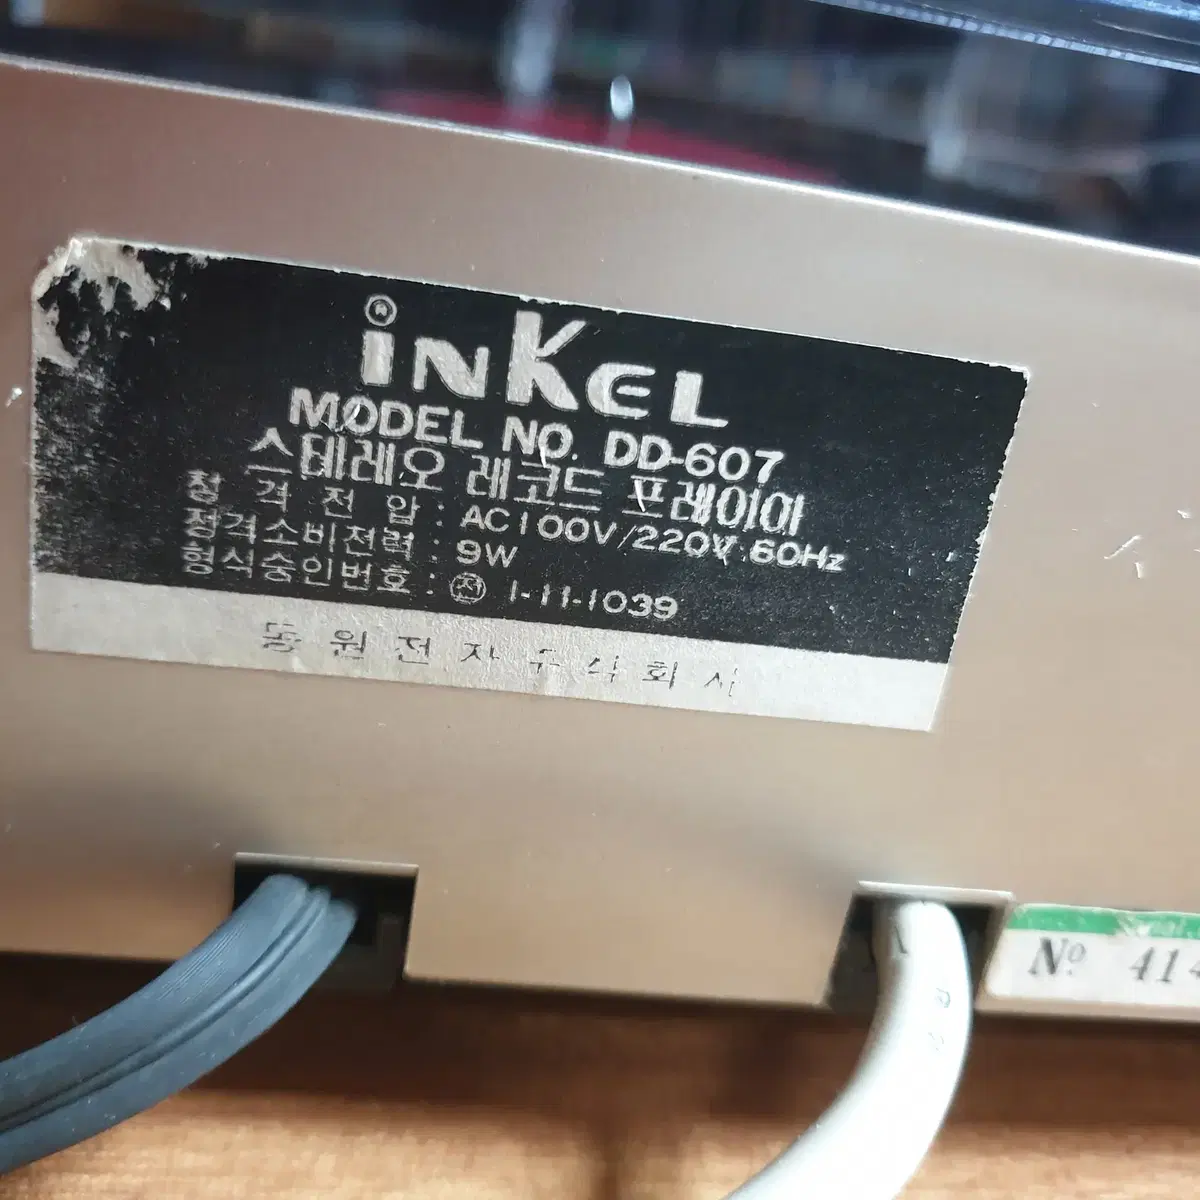 ® inKEL
MODEL NO. DD-607
스테레오 레코드 프레이어
정격전압 : AC100V/220V 60Hz
정격소비전력 : 9W
형식승인번호 : 전 1-11-1039
동원전자주식회사
Nº 414